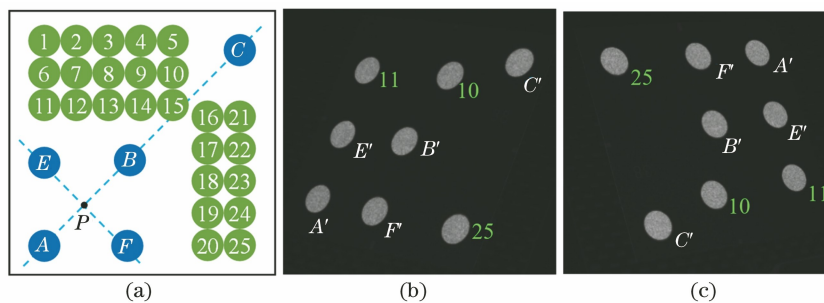 1 2 3 4 5 C
6 7 8 9 10
11 12 13 14 15
16 21
17 22
E B 18 23
P 19 24
A F 20 25
(a)
11 10 C′
E′ B′
A′ F′ 25
(b)
25 F′ A′
B′ E′
10 11
C′
(c)